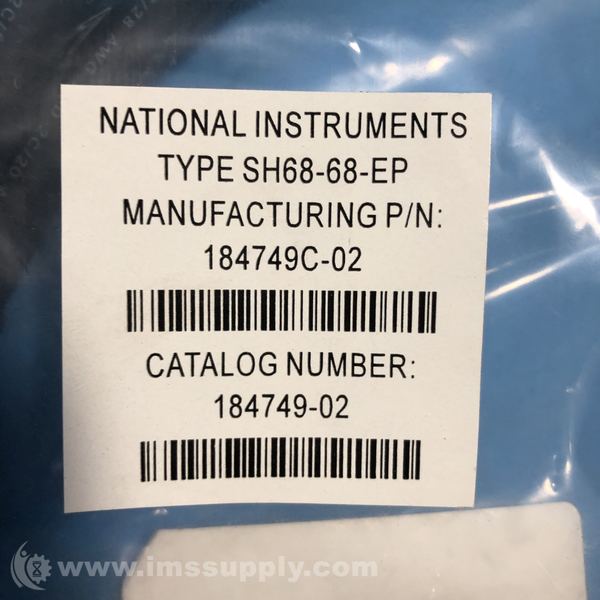 NATIONAL INSTRUMENTS
TYPE SH68-68-EP
MANUFACTURING P/N:
184749C-02
CATALOG NUMBER:
184749-02
www.imssupply.com